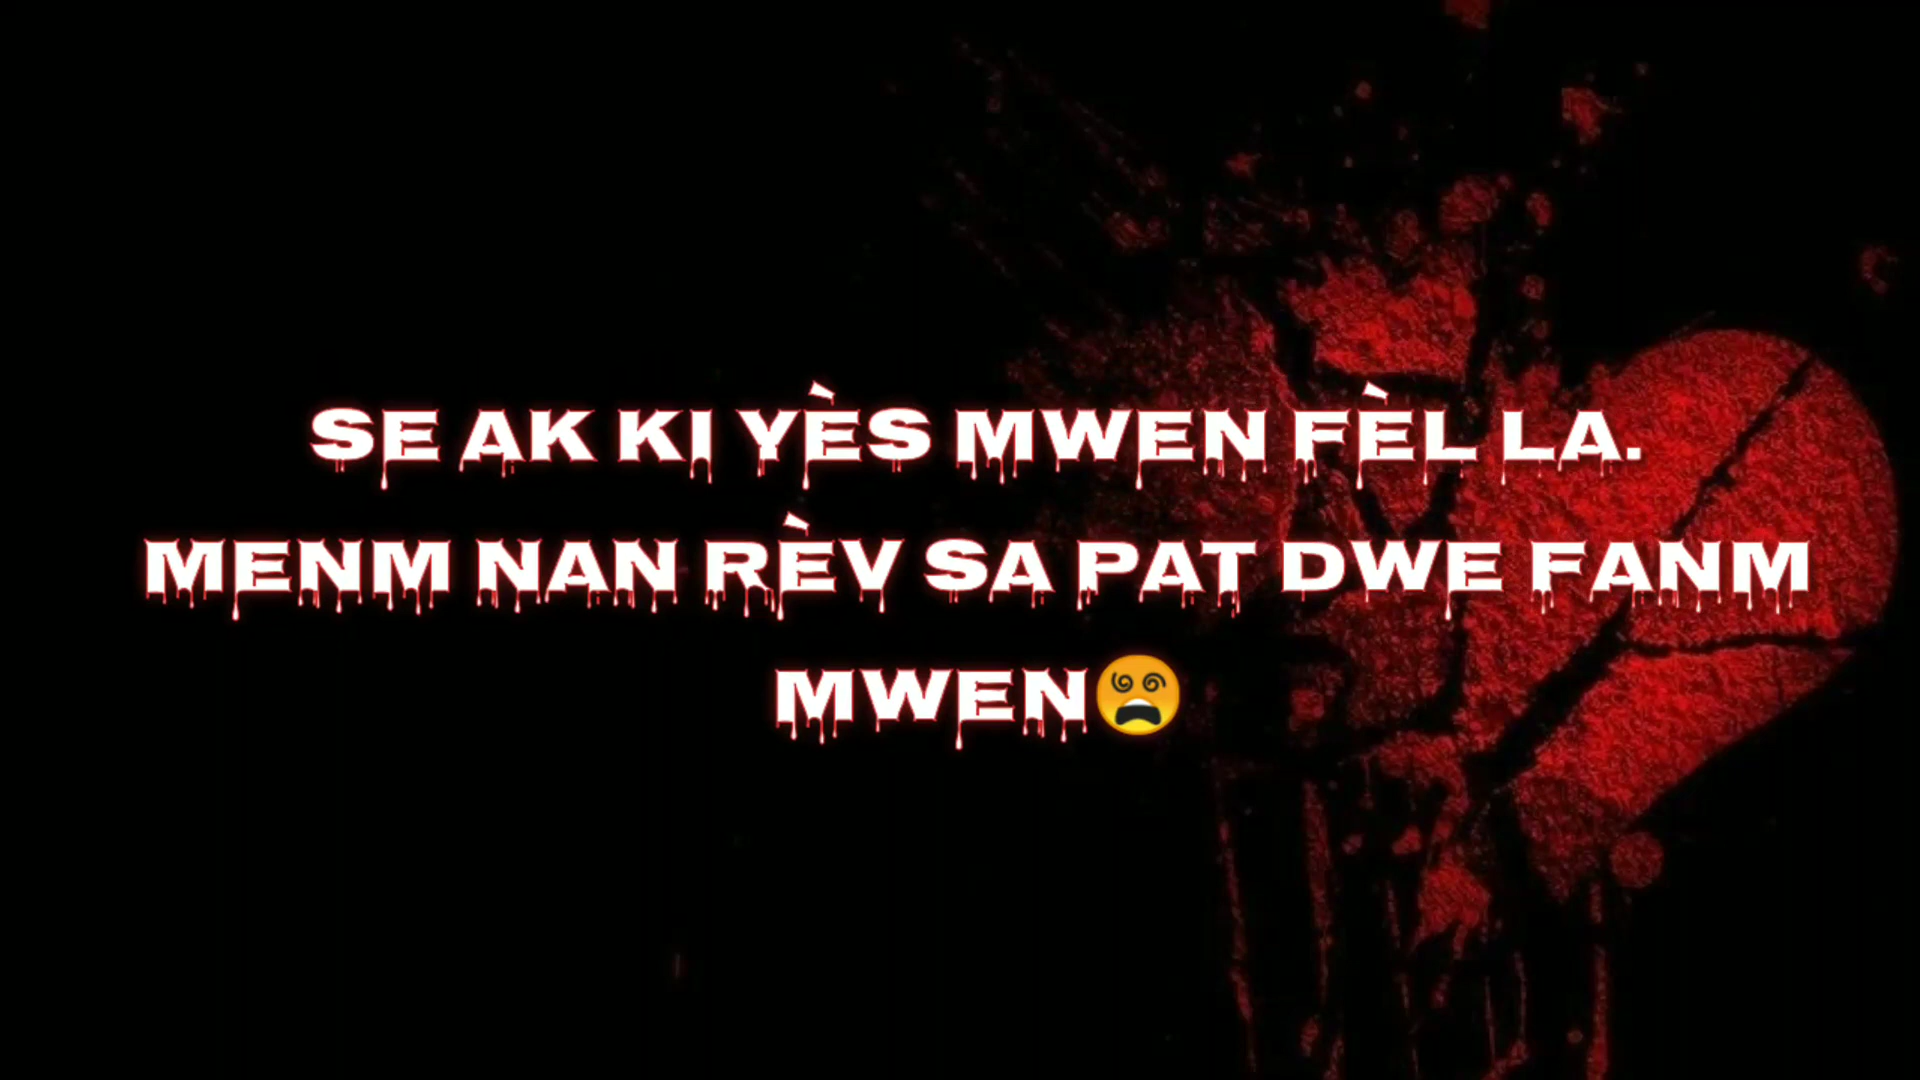 SE AK KI YÈS MWEN FÈL LA.
MENM NAN RÈV SA PAT DWE FANM
MWEN😵‍💫